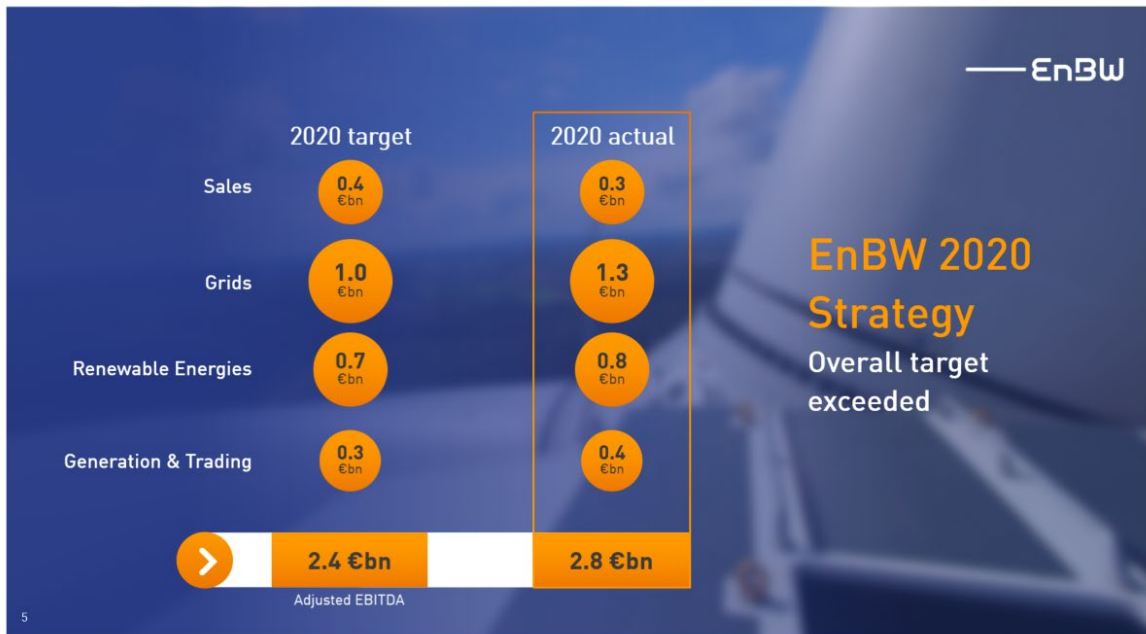 EnBW
2020 target
2020 actual
Sales
0.4
€bn
0.3
€bn
Grids
1.0
€bn
1.3
€bn
Renewable Energies
0.7
€bn
0.8
€bn
Generation & Trading
0.3
€bn
0.4
€bn
2.4 €bn
2.8 €bn
Adjusted EBITDA
EnBW 2020
Strategy
Overall target
exceeded
5